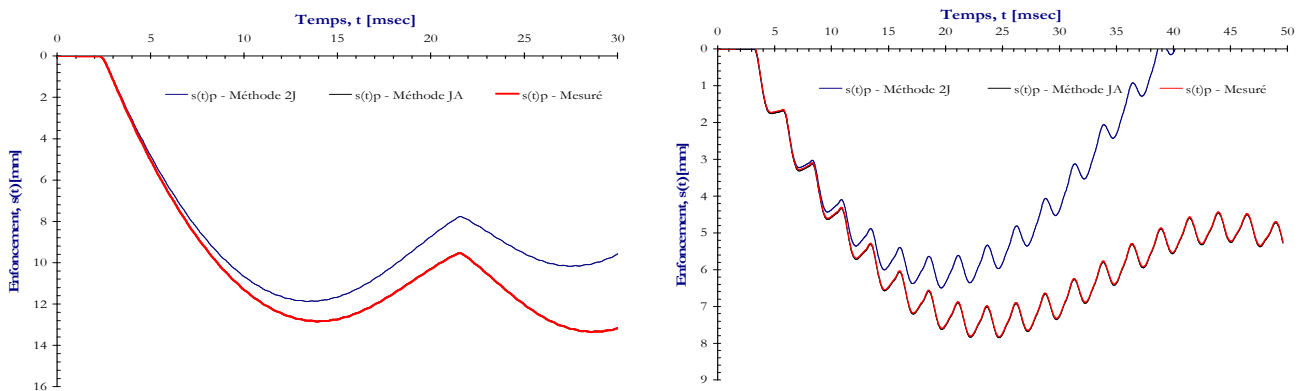 Temps, t [msec]
0 5 10 15 20 25 30
0
2
4
6
8
10
12
14
16
Enfoncement, s(t)[mm]
s(t)p - Méthode 2J s(t)p - Méthode JA s(t)p - Mesuré
Temps, t [msec]
0 5 10 15 20 25 30 35 40 45 50
0
1
2
3
4
5
6
7
8
9
Enfoncement, s(t) [mm]
s(t)p - Méthode 2J s(t)p - Méthode JA s(t)p - Mesuré